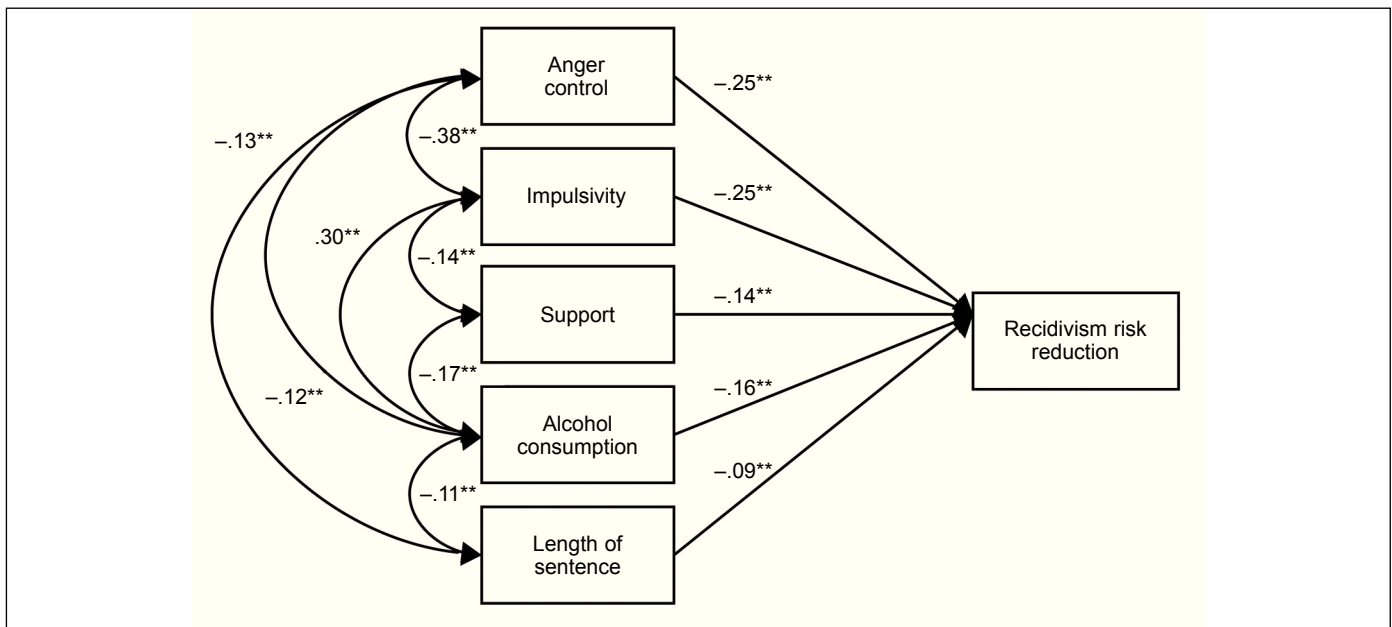 Anger
control
–.25**
–.13**
–.38**
Impulsivity
–.25**
.30**
–.14**
Support
–.14**
Recidivism risk
reduction
–.17**
–.12**
Alcohol
consumption
–.16**
–.11**
–.09**
Length of
sentence